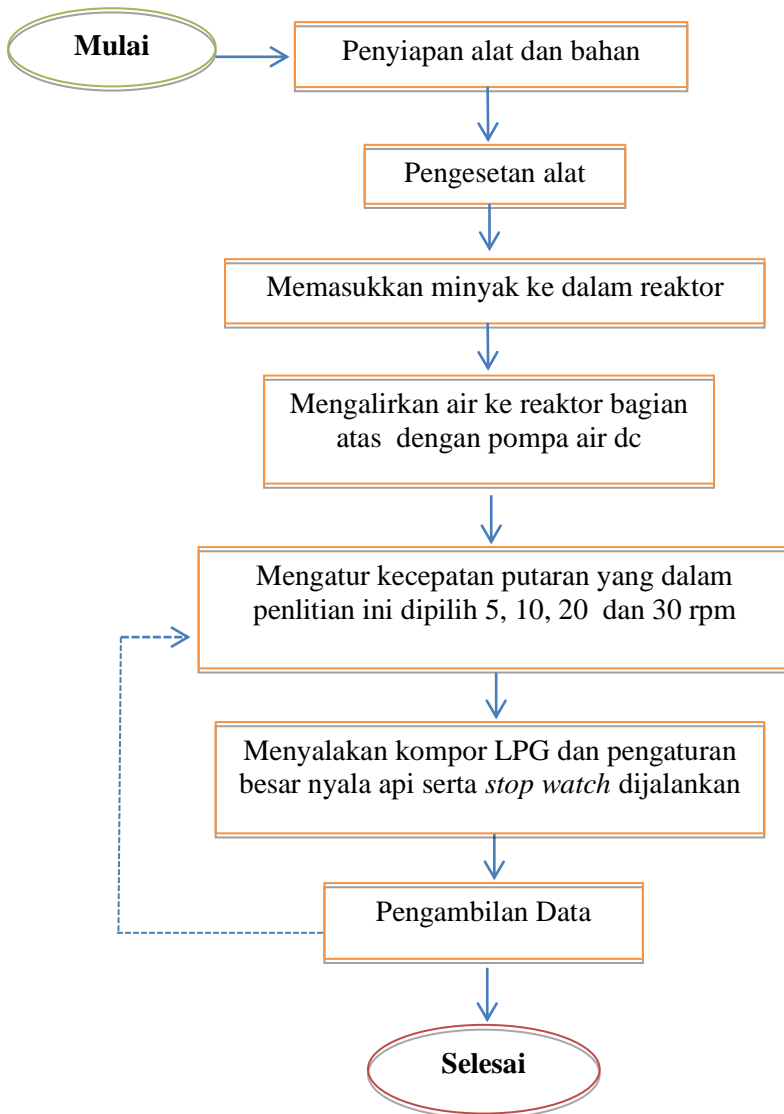 Mulai
Penyiapan alat dan bahan
Pengesetan alat
Memasukkan minyak ke dalam reaktor
Mengalirkan air ke reaktor bagian
atas dengan pompa air dc
Mengatur kecepatan putaran yang dalam
penlitian ini dipilih 5, 10, 20 dan 30 rpm
Menyalakan kompor LPG dan pengaturan
besar nyala api serta stop watch dijalankan
Pengambilan Data
Selesai